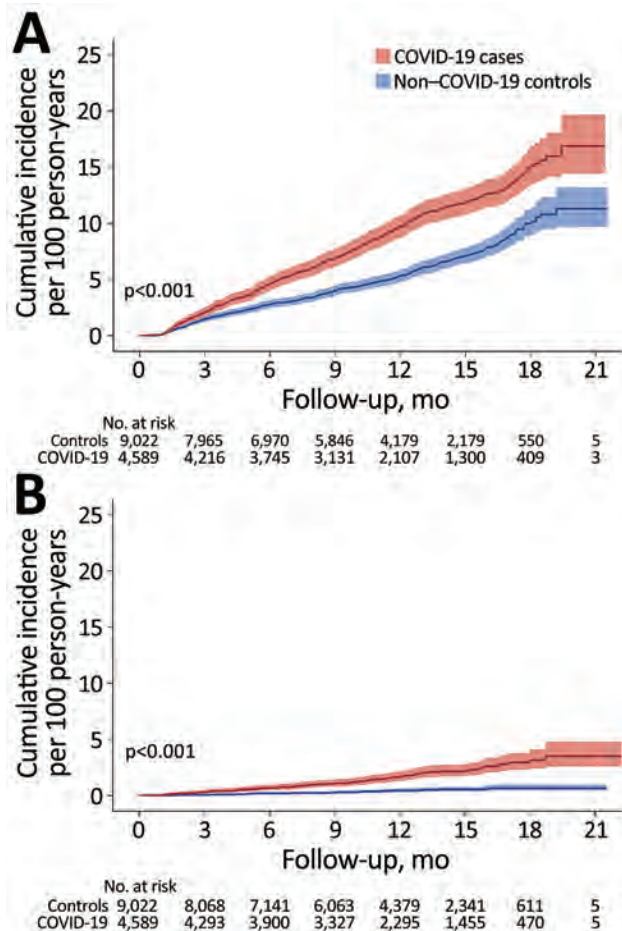 A
25
20
15
10
5
0
Cumulative incidence
per 100 person-years
COVID-19 cases
Non–COVID-19 controls
p<0.001
0 3 6 9 12 15 18 21
Follow-up, mo
No. at risk
Controls 9,022 7,965 6,970 5,846 4,179 2,179 550 5
COVID-19 4,589 4,216 3,745 3,131 2,107 1,300 409 3
B
25
20
15
10
5
0
Cumulative incidence
per 100 person-years
p<0.001
0 3 6 9 12 15 18 21
Follow-up, mo
No. at risk
Controls 9,022 8,068 7,141 6,063 4,379 2,341 611 5
COVID-19 4,589 4,293 3,900 3,327 2,295 1,455 470 5